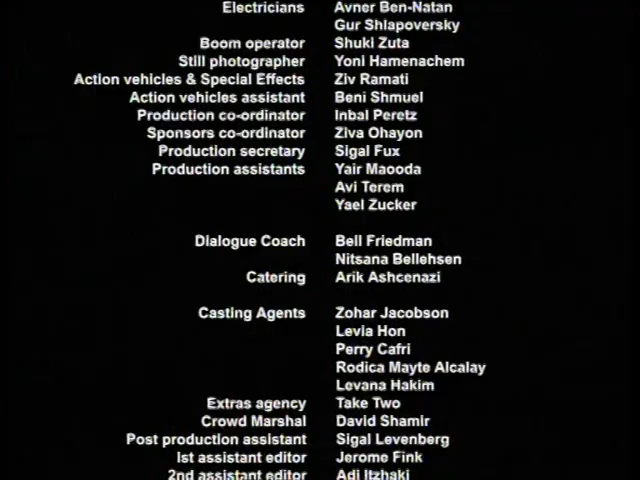 Electricians Avner Ben-Natan
Gur Shlapoversky
Boom operator Shuki Zuta
Still photographer Yoni Hamenachem
Action vehicles & Special Effects Ziv Ramati
Action vehicles assistant Beni Shmuel
Production co-ordinator Inbal Peretz
Sponsors co-ordinator Ziva Ohayon
Production secretary Sigal Fux
Production assistants Yair Maooda
Avi Terem
Yael Zucker
Dialogue Coach Bell Friedman
Nitsana Bellehsen
Catering Arik Ashcenazi
Casting Agents Zohar Jacobson
Levia Hon
Perry Cafri
Rodica Mayte Alcalay
Levana Hakim
Extras agency Take Two
Crowd Marshal David Shamir
Post production assistant Sigal Levenberg
Ist assistant editor Jerome Fink
2nd assistant editor Adi Itzhaki